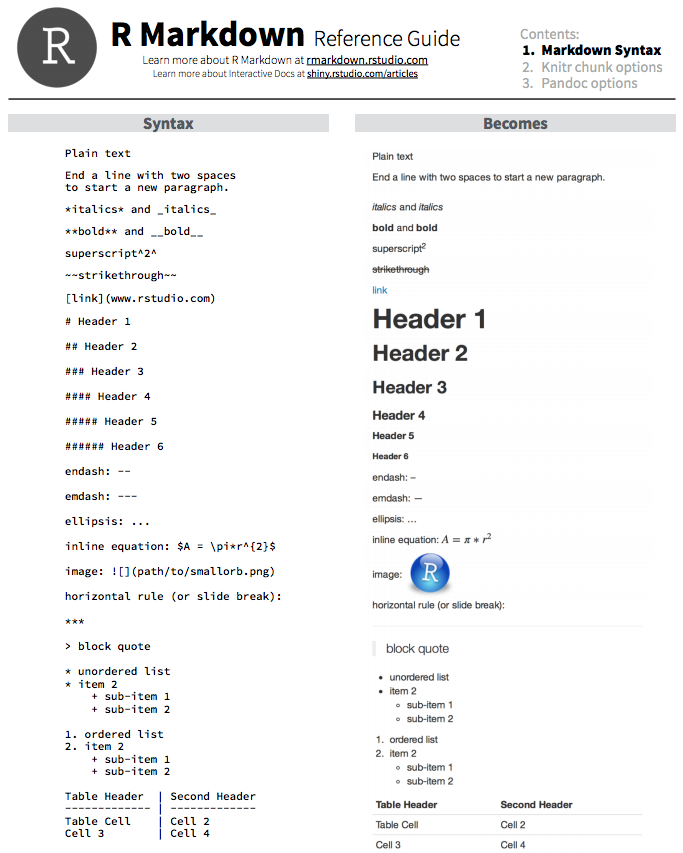 R
R Markdown Reference Guide
Learn more about R Markdown at rmarkdown.rstudio.com
Learn more about Interactive Docs at shiny.rstudio.com/articles
Contents:
1. Markdown Syntax
2. Knitr chunk options
3. Pandoc options
Syntax
Plain text
End a line with two spaces
to start a new paragraph.
*italics* and _italics_
**bold** and __bold__
superscript^2^
~~strikethrough~~
[link](www.rstudio.com)
# Header 1
## Header 2
### Header 3
#### Header 4
##### Header 5
###### Header 6
endash: --
emdash: ---
ellipsis: ...
inline equation: $A = \pi*r^{2}$
image: ![](path/to/smallorb.png)
horizontal rule (or slide break):
***
> block quote
* unordered list
* item 2
    + sub-item 1
    + sub-item 2
1. ordered list
2. item 2
    + sub-item 1
    + sub-item 2
Table Header  | Second Header
------------- | -------------
Table Cell    | Cell 2
Cell 3        | Cell 4
Becomes
Plain text
End a line with two spaces to start a new paragraph.
italics and italics
bold and bold
superscript²
strikethrough
link
Header 1
Header 2
Header 3
Header 4
Header 5
Header 6
endash: –
emdash: —
ellipsis: …
inline equation: A = π * r²
image: R
horizontal rule (or slide break):
block quote
• unordered list
• item 2
◦ sub-item 1
◦ sub-item 2
1. ordered list
2. item 2
◦ sub-item 1
◦ sub-item 2
Table Header Second Header
Table Cell Cell 2
Cell 3 Cell 4